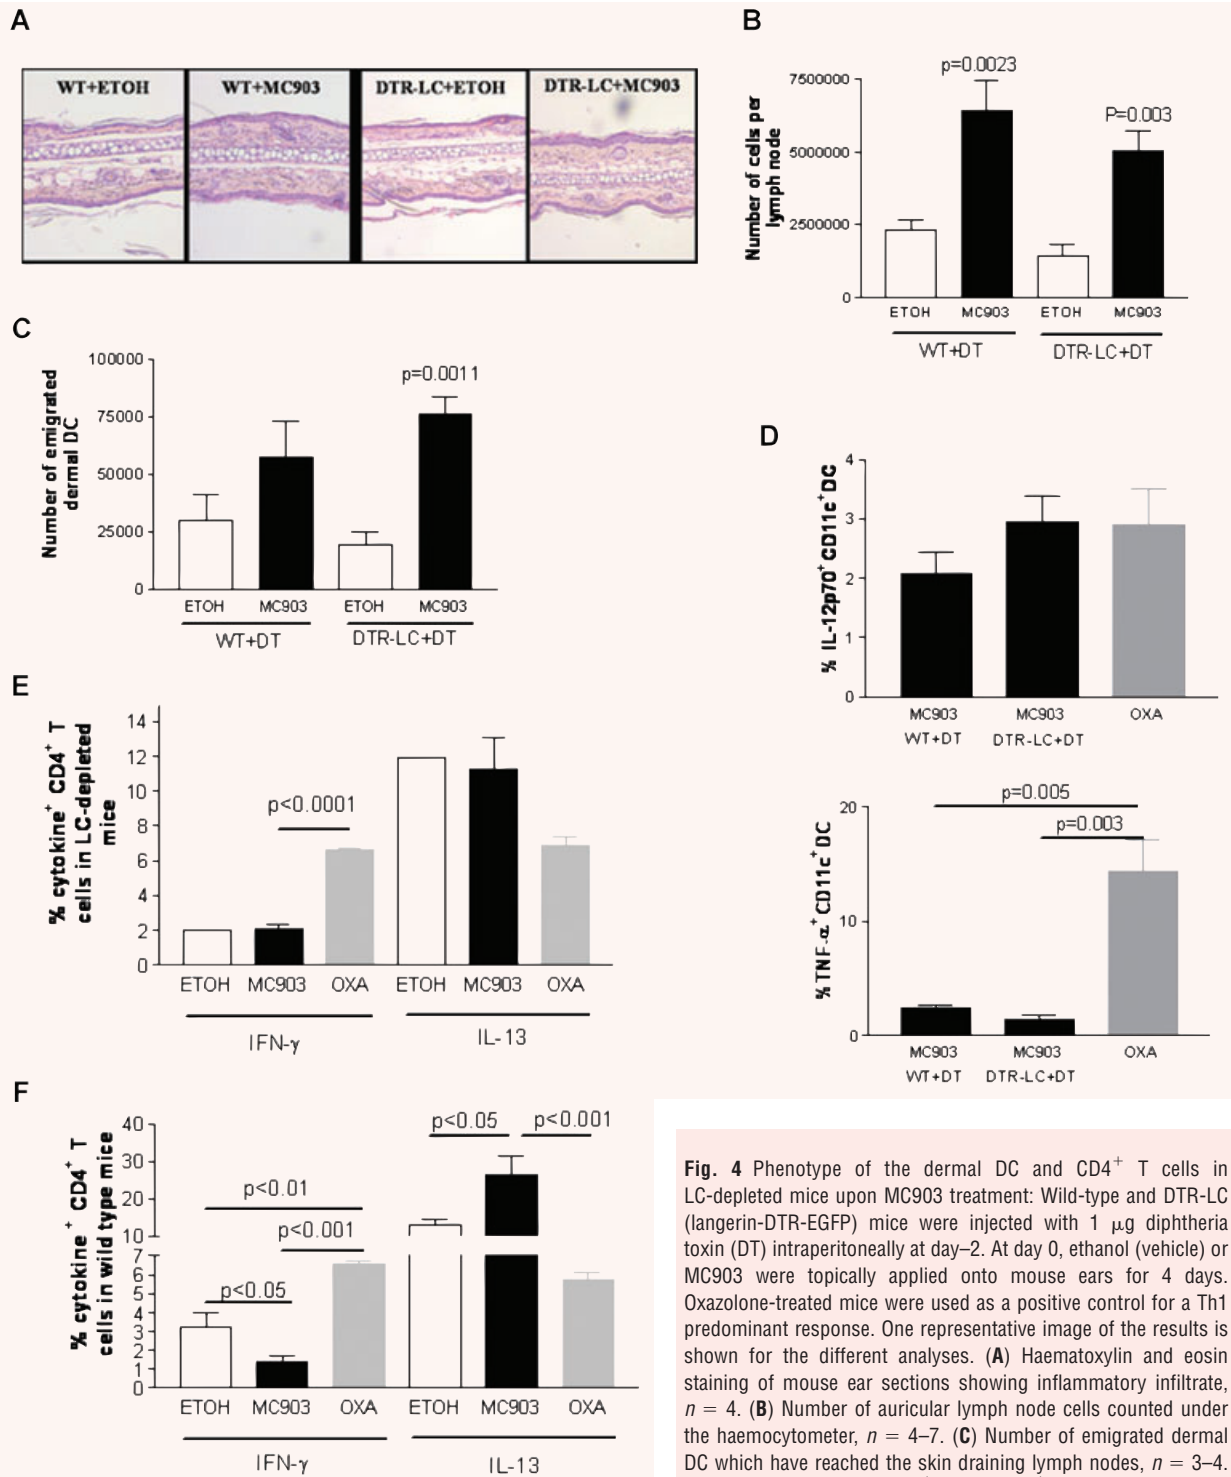 A
WT+ETOH
WT+MC903
DTR-LC+ETOH
DTR-LC+MC903
B
Number of cells per
lymph node
7500000
5000000
2500000
0
p=0.0023
P=0.003
ETOH
MC903
ETOH
MC903
WT+DT
DTR-LC+DT
C
Number of emigrated
dermal DC
100000
75000
50000
25000
0
p=0.0011
ETOH
MC903
ETOH
MC903
WT+DT
DTR-LC+DT
D
% IL-12p70⁺ CD11c⁺ DC
4
3
2
1
0
MC903
WT+DT
MC903
DTR-LC+DT
OXA
%TNF-α⁺ CD11c⁺ DC
20
10
0
p=0.005
p=0.003
MC903
WT+DT
MC903
DTR-LC+DT
OXA
E
% cytokine⁺ CD4⁺ T
cells in LC-depleted
mice
14
12
10
8
6
4
2
0
p<0.0001
ETOH
MC903
OXA
ETOH
MC903
OXA
IFN-γ
IL-13
F
% cytokine⁺ CD4⁺ T
cells in wild type mice
40
30
20
10
7
6
5
4
3
2
1
0
p<0.01
p<0.001
p<0.05
p<0.05
p<0.001
ETOH
MC903
OXA
ETOH
MC903
OXA
IFN-γ
IL-13
Fig. 4 Phenotype of the dermal DC and CD4⁺ T cells in
LC-depleted mice upon MC903 treatment: Wild-type and DTR-LC
(langerin-DTR-EGFP) mice were injected with 1 μg diphtheria
toxin (DT) intraperitoneally at day–2. At day 0, ethanol (vehicle) or
MC903 were topically applied onto mouse ears for 4 days.
Oxazolone-treated mice were used as a positive control for a Th1
predominant response. One representative image of the results is
shown for the different analyses. (A) Haematoxylin and eosin
staining of mouse ear sections showing inflammatory infiltrate,
n = 4. (B) Number of auricular lymph node cells counted under
the haemocytometer, n = 4–7. (C) Number of emigrated dermal
DC which have reached the skin draining lymph nodes, n = 3–4.